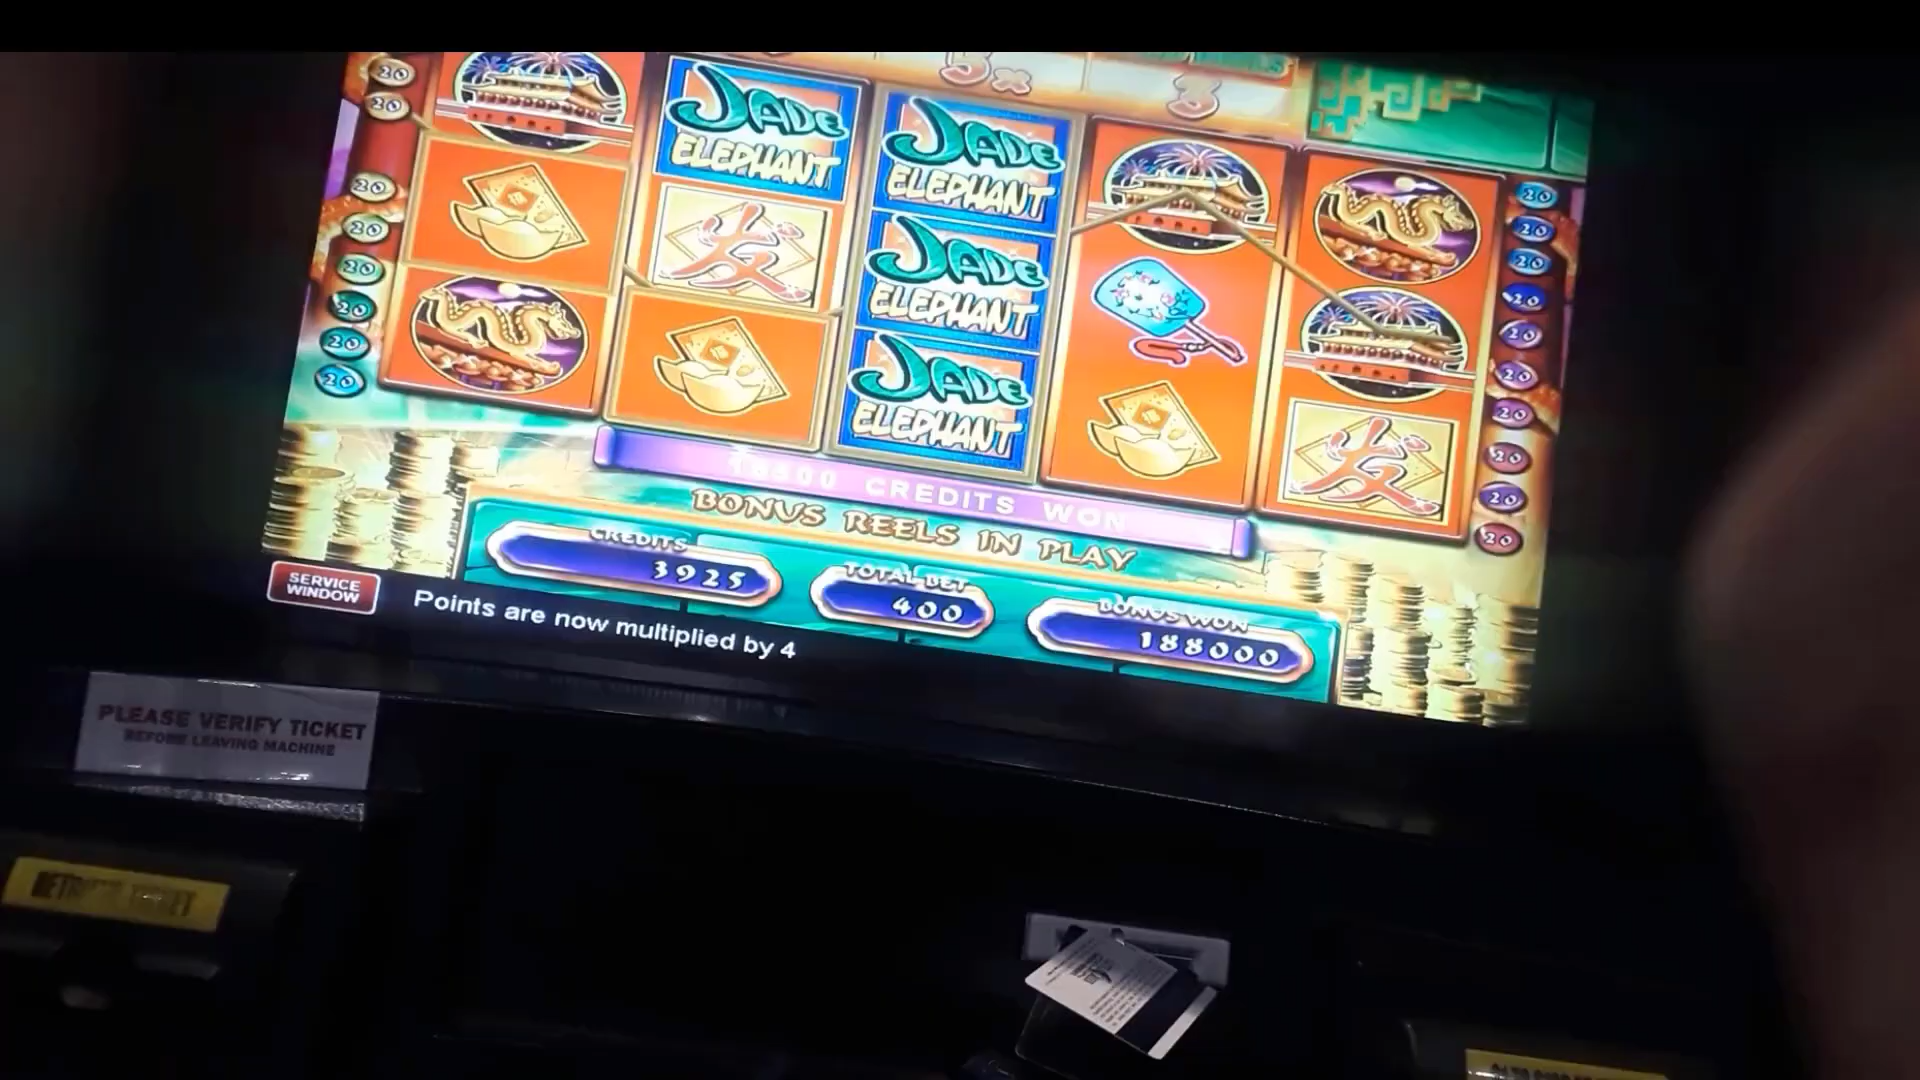 5x
3
20
20
20
20
20
20
20
20
JADE
ELEPHANT
JADE
ELEPHANT
JADE
ELEPHANT
JADE
ELEPHANT
发
发
20
20
20
20
20
20
20
20
20
20
CREDITS WON
BONUS REELS IN PLAY
CREDITS
3925
TOTAL BET
400
BONUS WON
188000
SERVICE
WINDOW
Points are now multiplied by 4
PLEASE VERIFY TICKET
BEFORE LEAVING MACHINE
TICKET